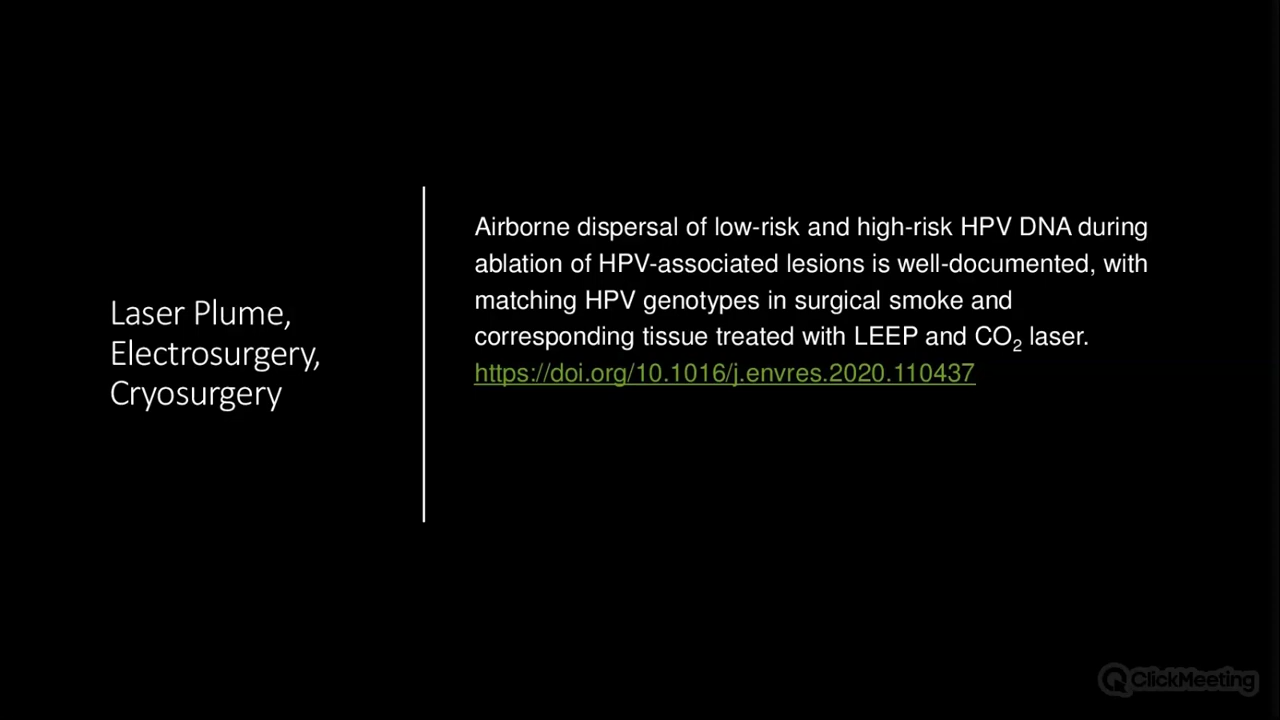 Laser Plume,
Electrosurgery,
Cryosurgery
Airborne dispersal of low-risk and high-risk HPV DNA during
ablation of HPV-associated lesions is well-documented, with
matching HPV genotypes in surgical smoke and
corresponding tissue treated with LEEP and CO₂ laser.
https://doi.org/10.1016/j.envres.2020.110437
ClickMeeting